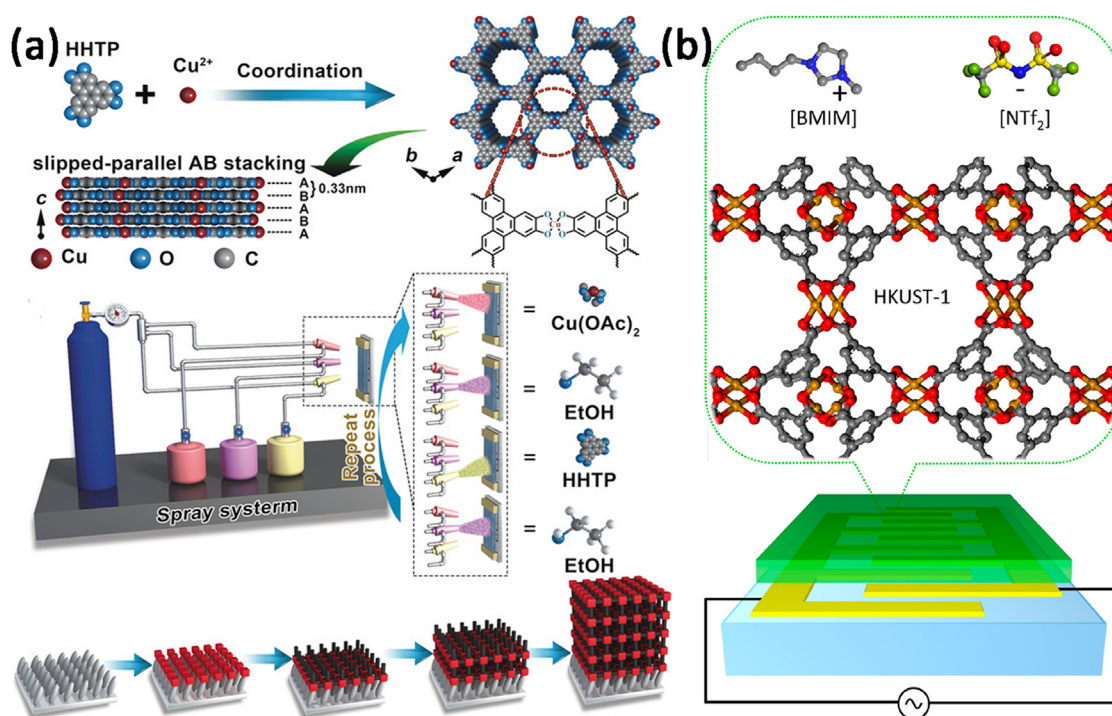 (a)
HHTP
+
Cu²⁺
Coordination
slipped-parallel AB stacking
b
a
c
A
B
A
B
A
0.33nm
Cu
O
C
O
O
Cu
O
O
Repeat
process
Spray systerm
=
Cu(OAc)₂
=
EtOH
=
HHTP
=
EtOH
(b)
+
[BMIM]
-
[NTf₂]
HKUST-1